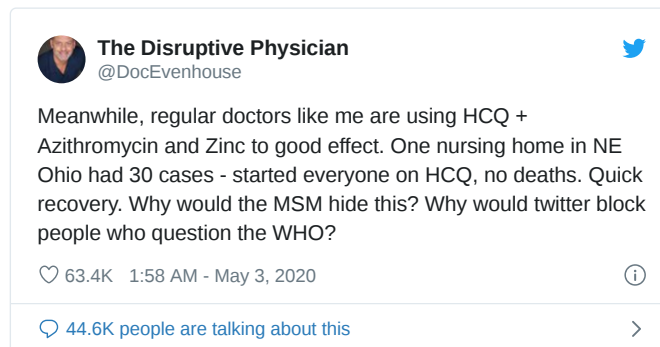 The Disruptive Physician
@DocEvenhouse
Meanwhile, regular doctors like me are using HCQ +
Azithromycin and Zinc to good effect. One nursing home in NE
Ohio had 30 cases - started everyone on HCQ, no deaths. Quick
recovery. Why would the MSM hide this? Why would twitter block
people who question the WHO?
63.4K 1:58 AM - May 3, 2020
44.6K people are talking about this